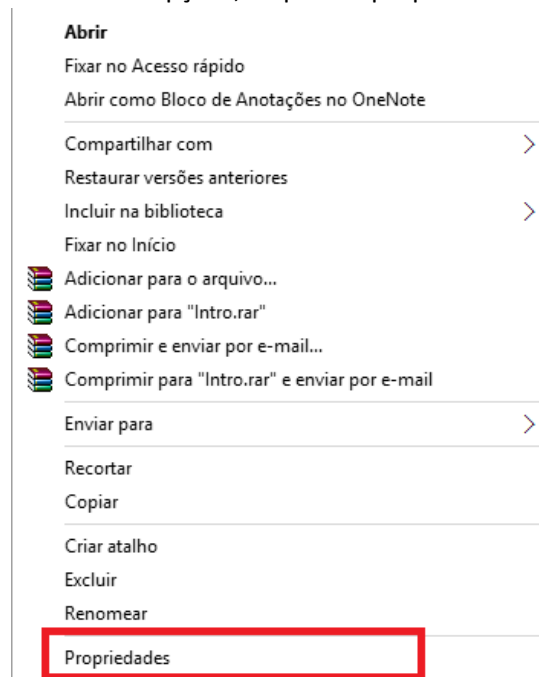 Abrir
Fixar no Acesso rápido
Abrir como Bloco de Anotações no OneNote
Compartilhar com
Restaurar versões anteriores
Incluir na biblioteca
Fixar no Início
Adicionar para o arquivo...
Adicionar para "Intro.rar"
Comprimir e enviar por e-mail...
Comprimir para "Intro.rar" e enviar por e-mail
Enviar para
Recortar
Copiar
Criar atalho
Excluir
Renomear
Propriedades